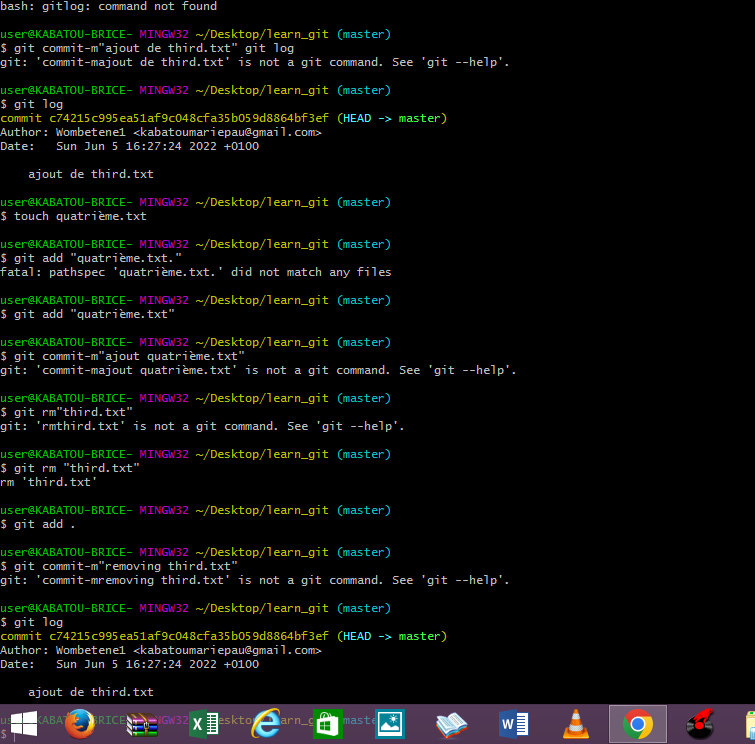 bash: gitlog: command not found
user@KABATOU-BRICE- MINGW32 ~/Desktop/learn_git (master)
$ git commit-m"ajout de third.txt" git log
git: 'commit-majout de third.txt' is not a git command. See 'git --help'.
user@KABATOU-BRICE- MINGW32 ~/Desktop/learn_git (master)
$ git log
commit c74215c995ea51af9c048cfa35b059d8864bf3ef (HEAD -> master)
Author: Wombetene1 <kabatoumariepau@gmail.com>
Date:   Sun Jun 5 16:27:24 2022 +0100
    ajout de third.txt
user@KABATOU-BRICE- MINGW32 ~/Desktop/learn_git (master)
$ touch quatrième.txt
user@KABATOU-BRICE- MINGW32 ~/Desktop/learn_git (master)
$ git add "quatrième.txt."
fatal: pathspec 'quatrième.txt.' did not match any files
user@KABATOU-BRICE- MINGW32 ~/Desktop/learn_git (master)
$ git add "quatrième.txt"
user@KABATOU-BRICE- MINGW32 ~/Desktop/learn_git (master)
$ git commit-m"ajout quatrième.txt"
git: 'commit-majout quatrième.txt' is not a git command. See 'git --help'.
user@KABATOU-BRICE- MINGW32 ~/Desktop/learn_git (master)
$ git rm"third.txt"
git: 'rmthird.txt' is not a git command. See 'git --help'.
user@KABATOU-BRICE- MINGW32 ~/Desktop/learn_git (master)
$ git rm "third.txt"
rm 'third.txt'
user@KABATOU-BRICE- MINGW32 ~/Desktop/learn_git (master)
$ git add .
user@KABATOU-BRICE- MINGW32 ~/Desktop/learn_git (master)
$ git commit-m"removing third.txt"
git: 'commit-mremoving third.txt' is not a git command. See 'git --help'.
user@KABATOU-BRICE- MINGW32 ~/Desktop/learn_git (master)
$ git log
commit c74215c995ea51af9c048cfa35b059d8864bf3ef (HEAD -> master)
Author: Wombetene1 <kabatoumariepau@gmail.com>
Date:   Sun Jun 5 16:27:24 2022 +0100
    ajout de third.txt
$